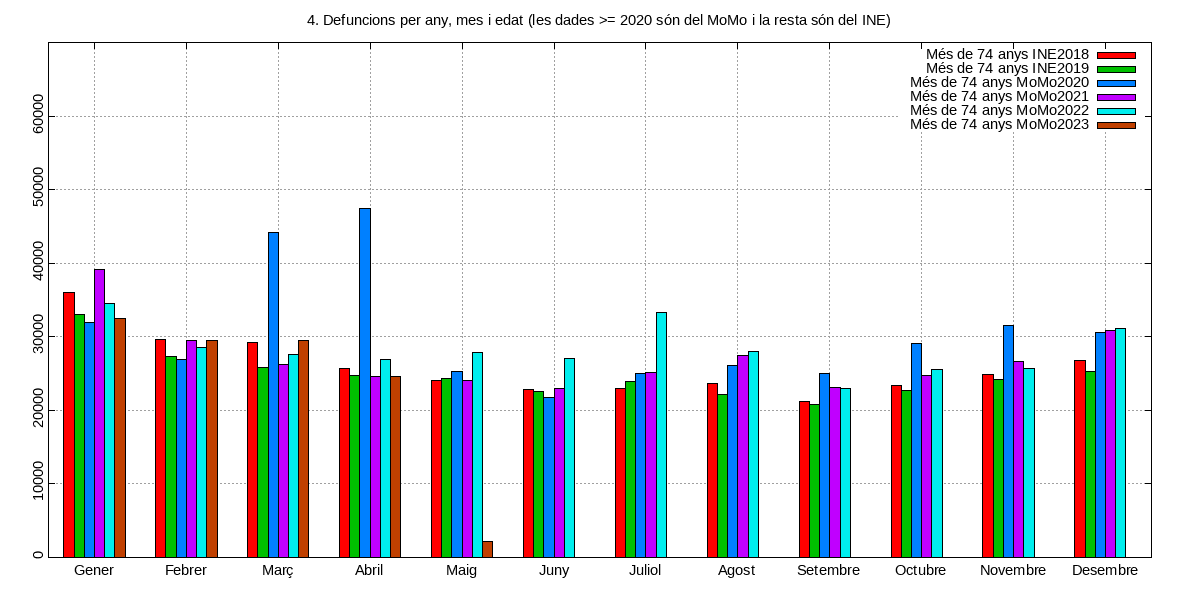 4. Defuncions per any, mes i edat (les dades >= 2020 són del MoMo i la resta són del INE)
Més de 74 anys INE2018
Més de 74 anys INE2019
Més de 74 anys MoMo2020
Més de 74 anys MoMo2021
Més de 74 anys MoMo2022
Més de 74 anys MoMo2023
60000
50000
40000
30000
20000
10000
0
Gener Febrer Març Abril Maig Juny Juliol Agost Setembre Octubre Novembre Desembre